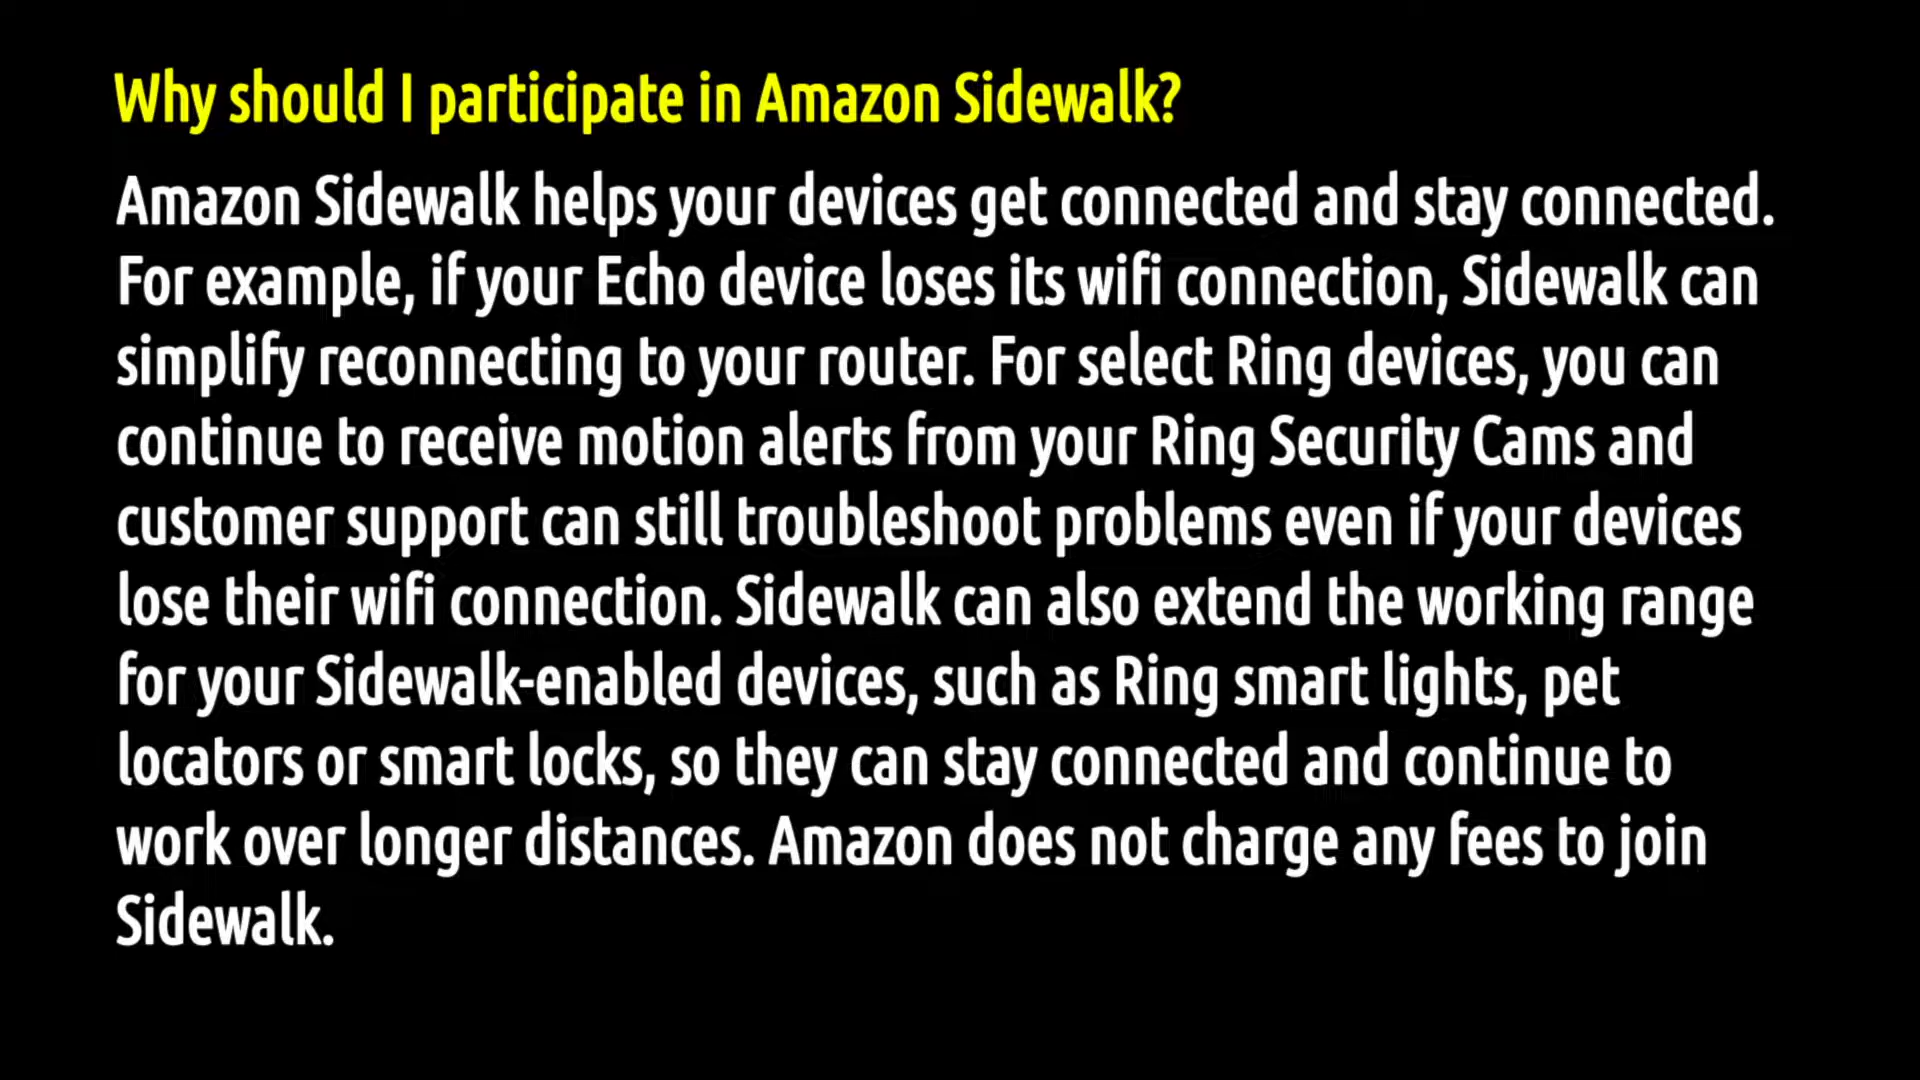 Why should I participate in Amazon Sidewalk?
Amazon Sidewalk helps your devices get connected and stay connected.
For example, if your Echo device loses its wifi connection, Sidewalk can
simplify reconnecting to your router. For select Ring devices, you can
continue to receive motion alerts from your Ring Security Cams and
customer support can still troubleshoot problems even if your devices
lose their wifi connection. Sidewalk can also extend the working range
for your Sidewalk-enabled devices, such as Ring smart lights, pet
locators or smart locks, so they can stay connected and continue to
work over longer distances. Amazon does not charge any fees to join
Sidewalk.